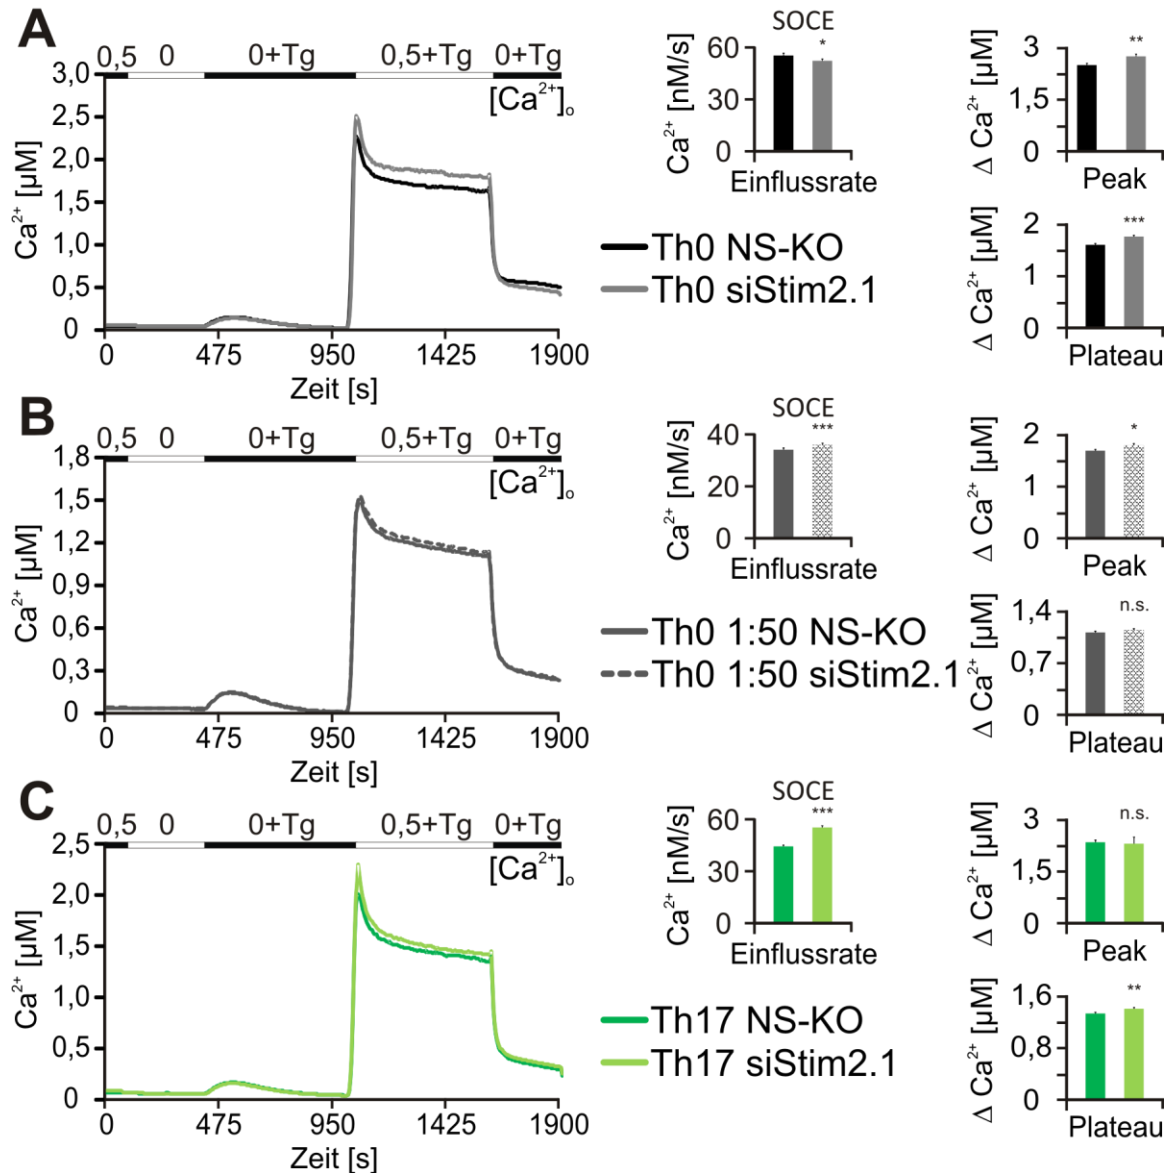 A
0,5 0 0+Tg 0,5+Tg 0+Tg
[Ca²⁺]ₒ
3,0
2,5
2,0
1,5
1,0
0,5
0
Ca²⁺ [µM]
0 475 950 1425 1900
Zeit [s]
SOCE
Ca²⁺ [nM/s]
60
30
0
*
Einflussrate
Δ Ca²⁺ [µM]
3
1,5
0
**
Peak
Th0 NS-KO
Th0 siStim2.1
Δ Ca²⁺ [µM]
2
1
0
***
Plateau
B
0,5 0 0+Tg 0,5+Tg 0+Tg
[Ca²⁺]ₒ
1,8
1,5
1,2
0,9
0,6
0,3
0
Ca²⁺ [µM]
0 475 950 1425 1900
Zeit [s]
SOCE
Ca²⁺ [nM/s]
40
20
0
***
Einflussrate
Δ Ca²⁺ [µM]
2
1
0
*
Peak
Th0 1:50 NS-KO
Th0 1:50 siStim2.1
Δ Ca²⁺ [µM]
1,4
0,7
0
n.s.
Plateau
C
0,5 0 0+Tg 0,5+Tg 0+Tg
[Ca²⁺]ₒ
2,5
2,0
1,5
1,0
0,5
0
Ca²⁺ [µM]
0 475 950 1425 1900
Zeit [s]
SOCE
Ca²⁺ [nM/s]
60
30
0
***
Einflussrate
Δ Ca²⁺ [µM]
3
1,5
0
n.s.
Peak
Th17 NS-KO
Th17 siStim2.1
Δ Ca²⁺ [µM]
1,6
0,8
0
**
Plateau